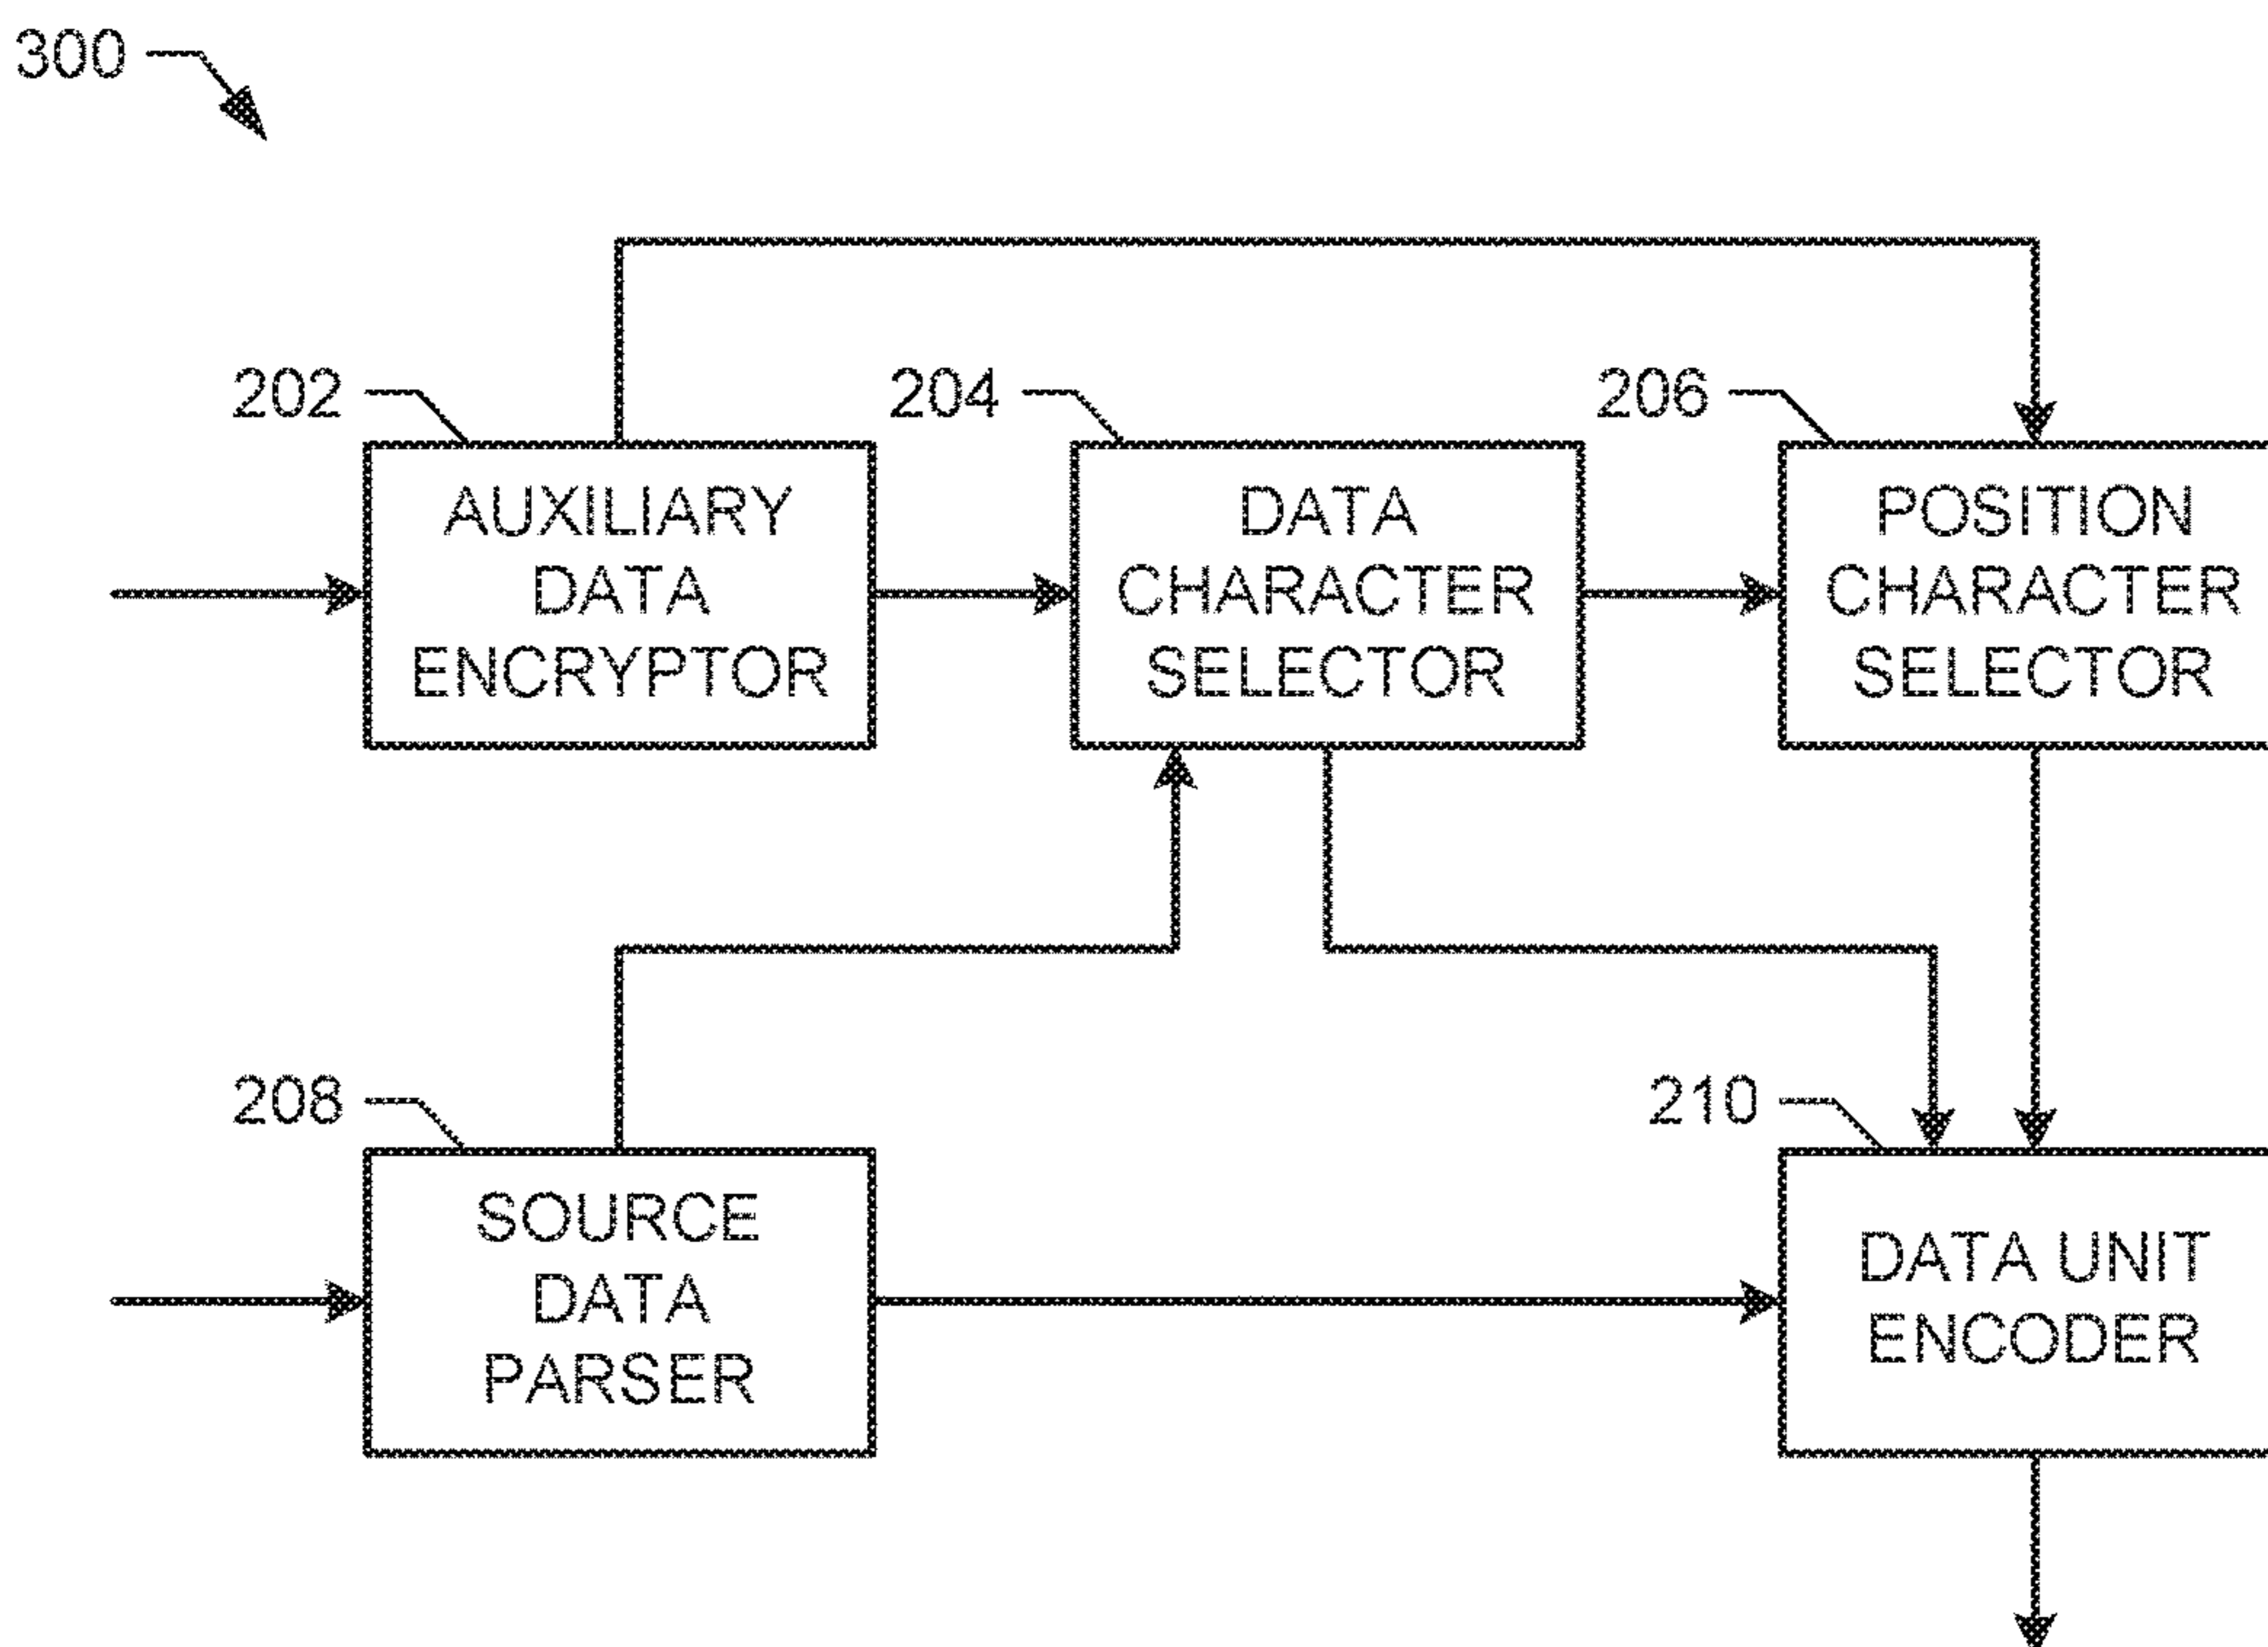 300
202
AUXILIARY
DATA
ENCRYPTOR
204
DATA
CHARACTER
SELECTOR
206
POSITION
CHARACTER
SELECTOR
208
SOURCE
DATA
PARSER
210
DATA UNIT
ENCODER